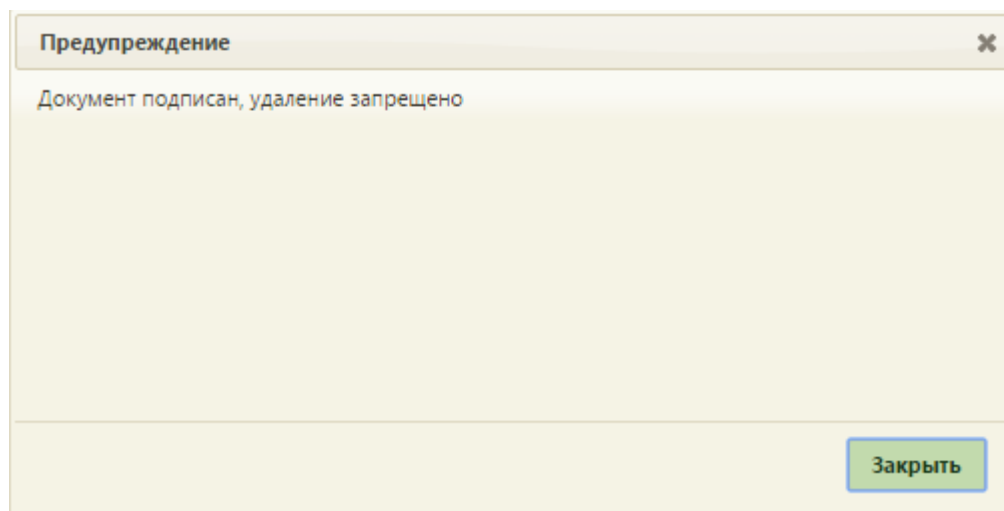 Предупреждение
Документ подписан, удаление запрещено
Закрыть